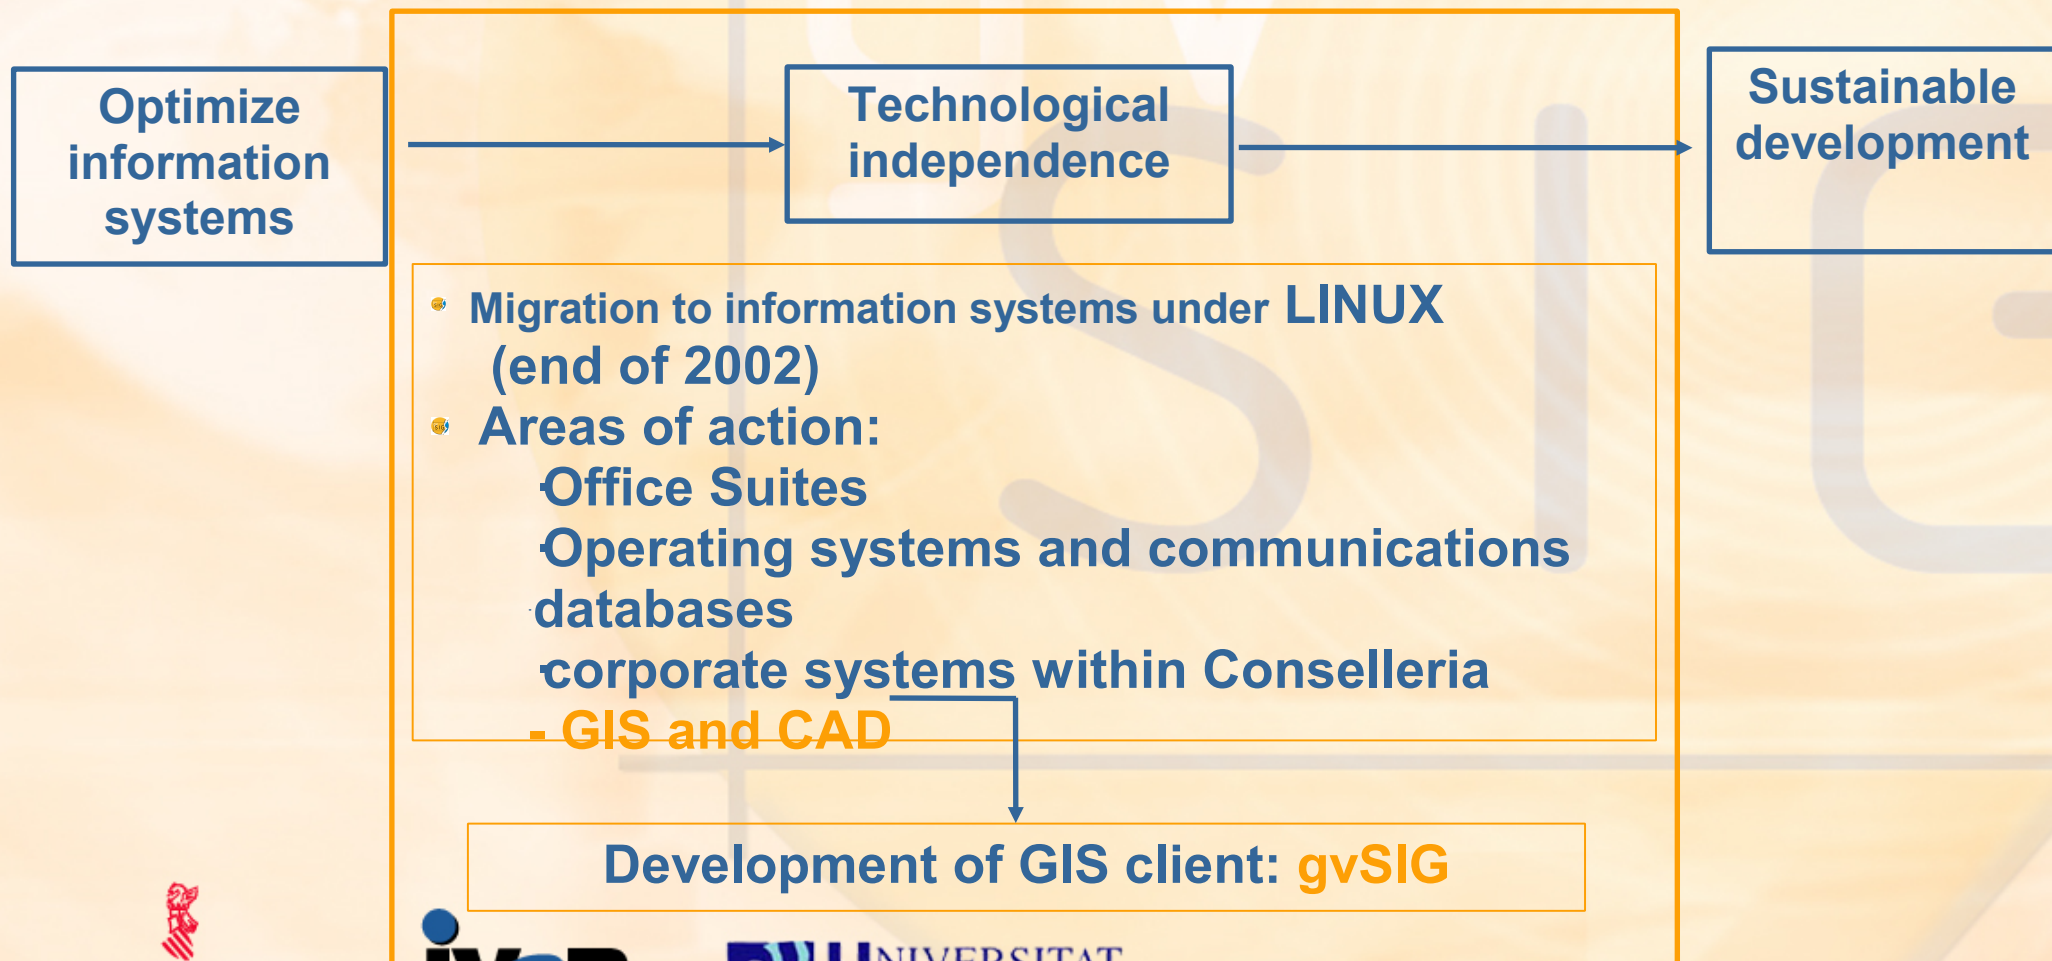 Optimize
information
systems
Technological
independence
Sustainable
development
Migration to information systems under LINUX
(end of 2002)
Areas of action:
·Office Suites
·Operating systems and communications
·databases
·corporate systems within Conselleria
- GIS and CAD
Development of GIS client: gvSIG
UNIVERSITAT